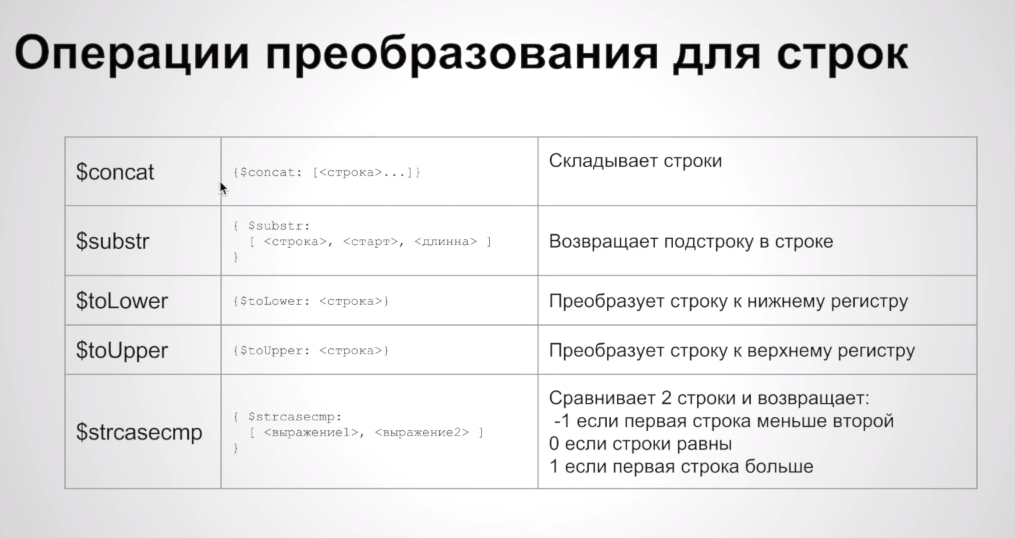 Операции преобразования для строк
$concat
{$concat: [<строка>...]}
Складывает строки
$substr
{ $substr:
[ <строка>, <старт>, <длинна> ]
}
Возвращает подстроку в строке
$toLower
{$toLower: <строка>}
Преобразует строку к нижнему регистру
$toUpper
{$toUpper: <строка>}
Преобразует строку к верхнему регистру
$strcasecmp
{ $strcasecmp:
[ <выражение1>, <выражение2> ]
}
Сравнивает 2 строки и возвращает:
-1 если первая строка меньше второй
0 если строки равны
1 если первая строка больше